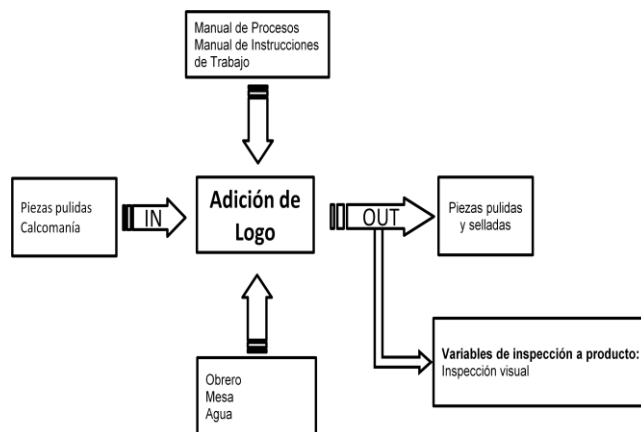 Manual de Procesos
Manual de Instrucciones
de Trabajo
Piezas pulidas
Calcomanía
IN
Adición de
Logo
OUT
Piezas pulidas
y selladas
Obrero
Mesa
Agua
Variables de inspección a producto:
Inspección visual